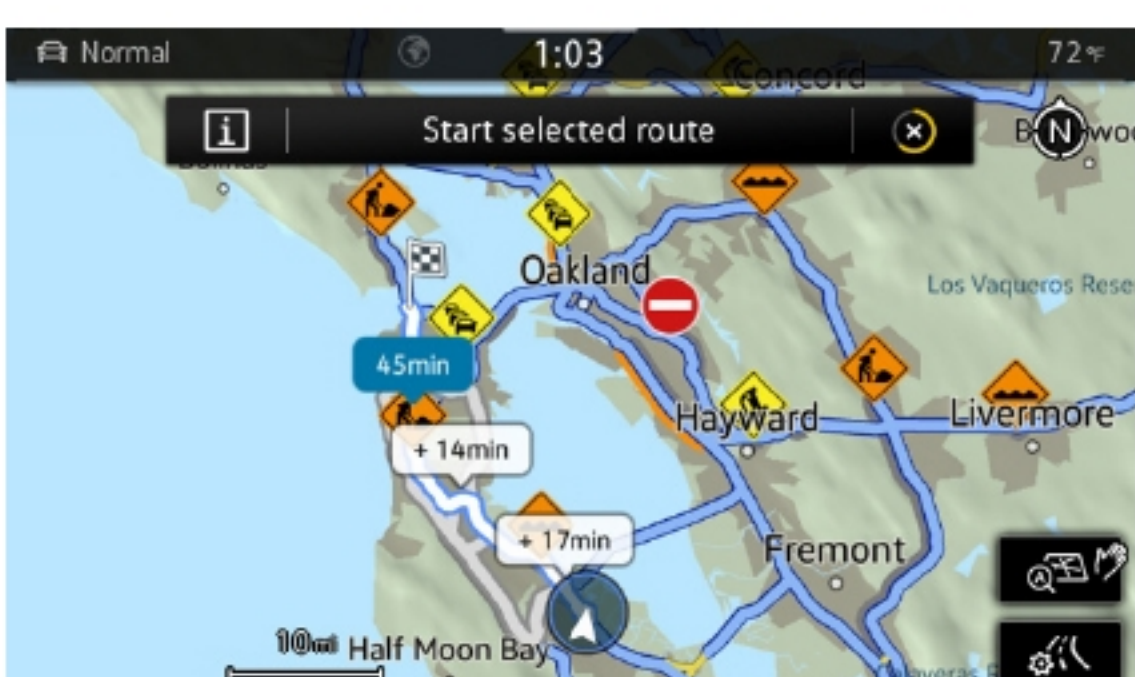 Normal
1:03
72°F
Concord
Start selected route
N
Oakland
Los Vaqueros Rese
45min
Hayward
Livermore
+ 14min
+ 17min
Fremont
10mi
Half Moon Bay